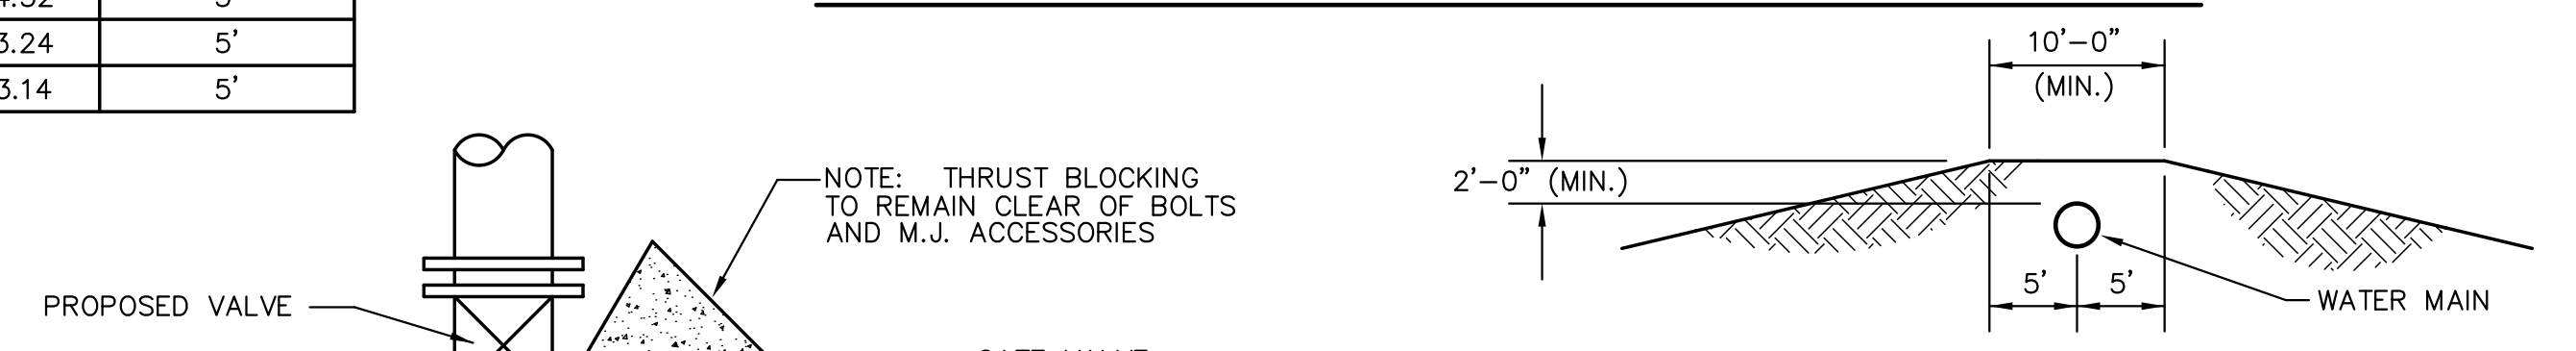 3.24 5'
3.14 5'
10'-0"
(MIN.)
2'-0" (MIN.)
NOTE: THRUST BLOCKING
TO REMAIN CLEAR OF BOLTS
AND M.J. ACCESSORIES
PROPOSED VALVE
5' 5'
WATER MAIN